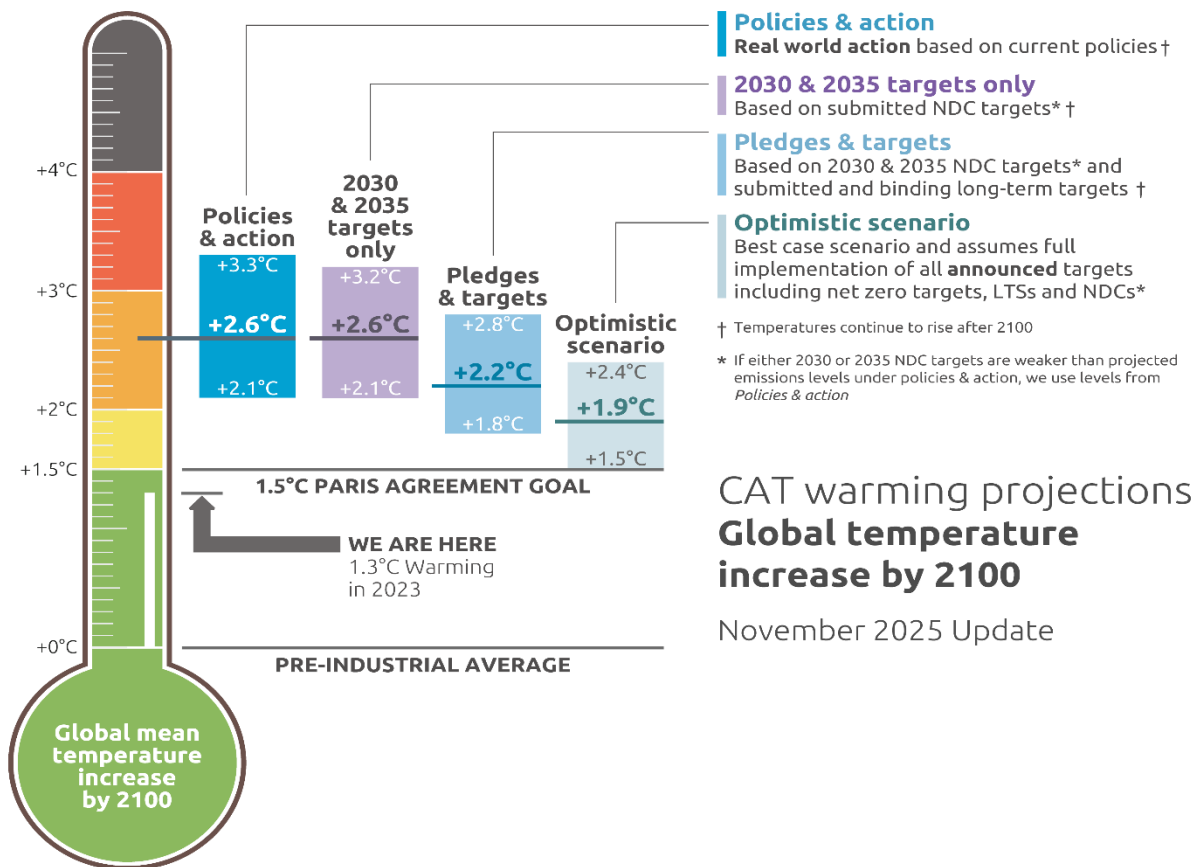 Policies & action
Real world action based on current policies †
2030 & 2035 targets only
Based on submitted NDC targets* †
Pledges & targets
Based on 2030 & 2035 NDC targets* and
submitted and binding long-term targets †
Optimistic scenario
Best case scenario and assumes full
implementation of all announced targets
including net zero targets, LTSs and NDCs*
† Temperatures continue to rise after 2100
* If either 2030 or 2035 NDC targets are weaker than projected
emissions levels under policies & action, we use levels from
Policies & action
+4°C
+3°C
+2°C
+1.5°C
+0°C
Policies
& action
+3.3°C
+2.6°C
+2.1°C
2030
& 2035
targets
only
+3.2°C
+2.6°C
+2.1°C
Pledges
& targets
+2.8°C
+2.2°C
+1.8°C
Optimistic
scenario
+2.4°C
+1.9°C
+1.5°C
1.5°C PARIS AGREEMENT GOAL
WE ARE HERE
1.3°C Warming
in 2023
PRE-INDUSTRIAL AVERAGE
Global mean
temperature
increase
by 2100
CAT warming projections
Global temperature
increase by 2100
November 2025 Update